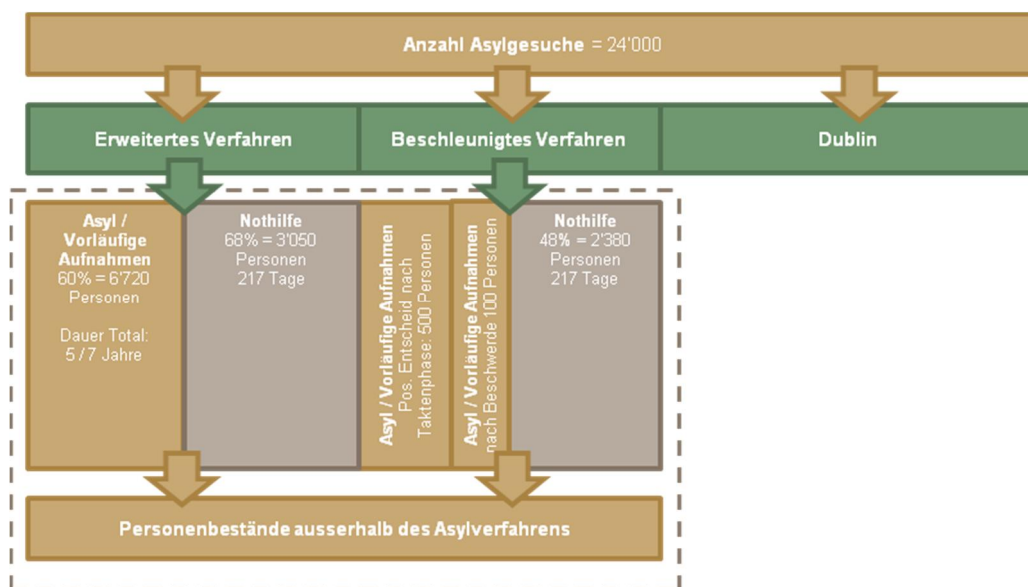 Anzahl Asylgesuche = 24'000
Erweitertes Verfahren
Beschleunigtes Verfahren
Dublin
Asyl /
Vorläufige
Aufnahmen
60% = 6'720
Personen
Dauer Total:
5 / 7 Jahre
Nothilfe
68% = 3'050
Personen
217 Tage
Asyl / Vorläufige Aufnahmen
Pos. Entscheid nach
Taktenphase: 500 Personen
Asyl / Vorläufige Aufnahmen
nach Beschwerde 100 Personen
Nothilfe
48% = 2'380
Personen
217 Tage
Personenbestände ausserhalb des Asylverfahrens